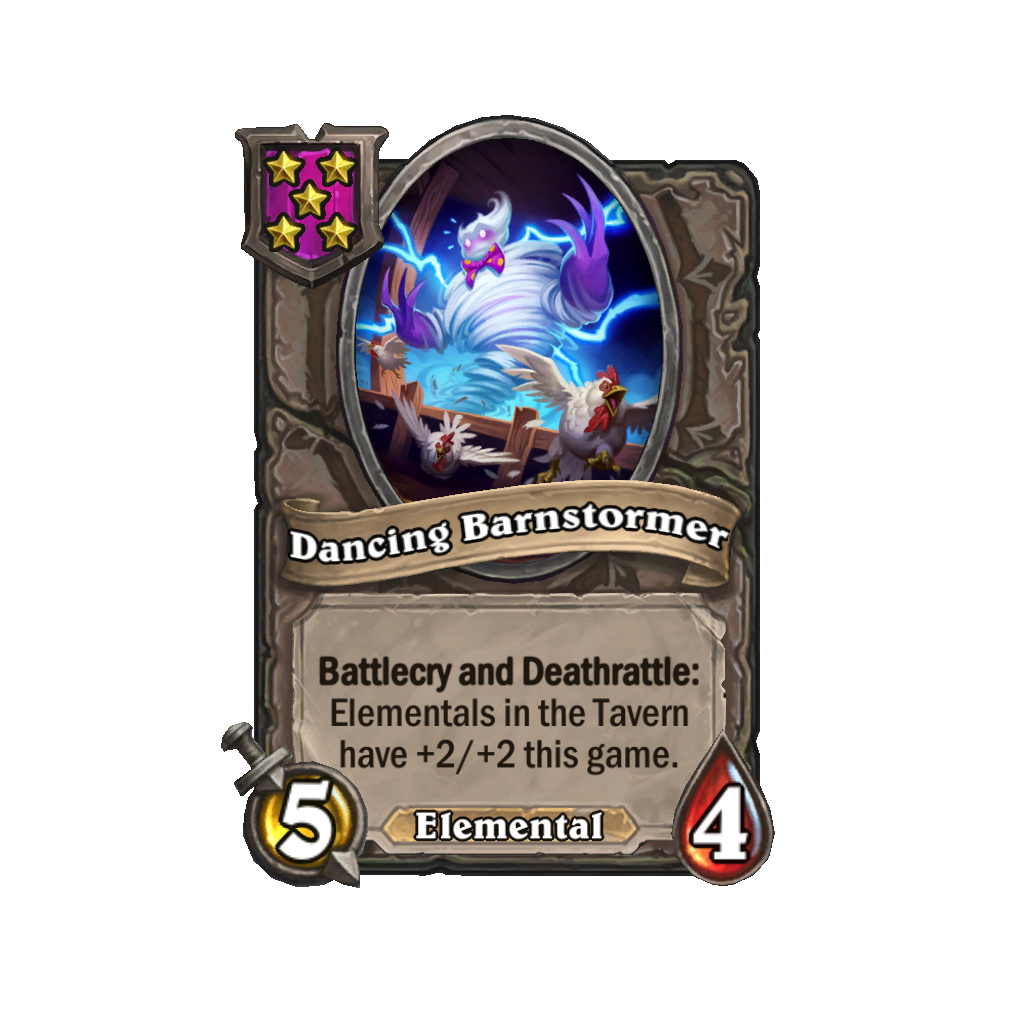 Dancing Barnstormer
Battlecry and Deathrattle:
Elementals in the Tavern
have +2/+2 this game.
5
Elemental
4